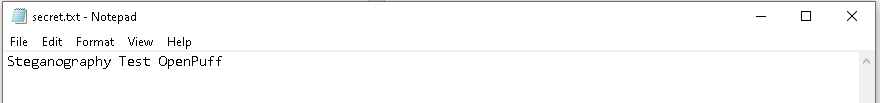 secret.txt - Notepad
File Edit Format View Help
Steganography Test OpenPuff